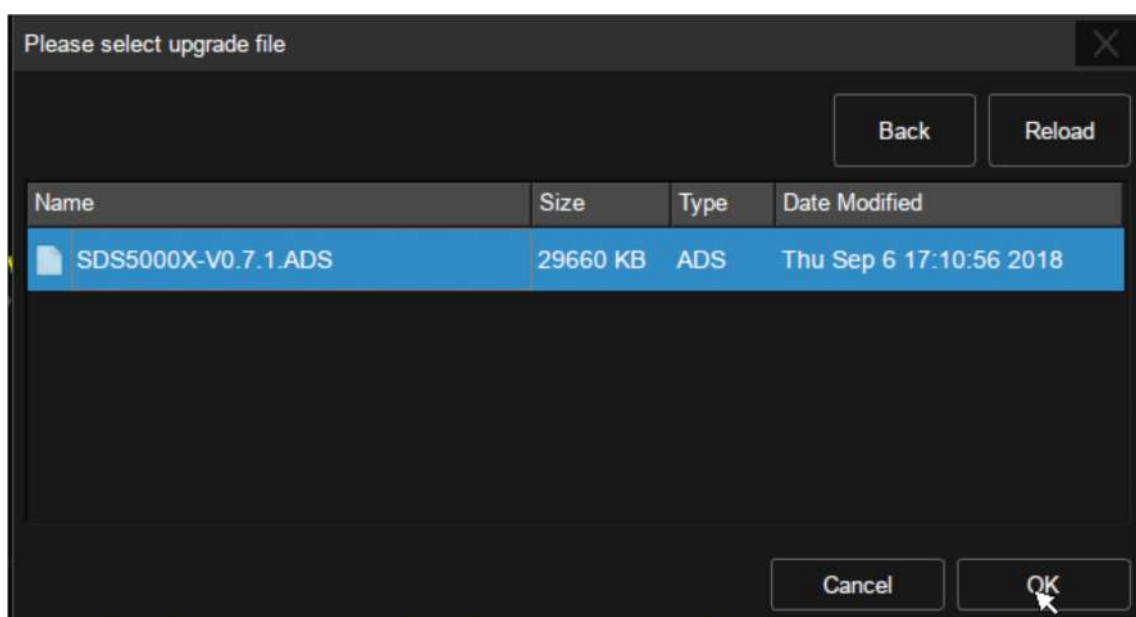 Please select upgrade file
Back Reload
Name Size Type Date Modified
SDS5000X-V0.7.1.ADS 29660 KB ADS Thu Sep 6 17:10:56 2018
Cancel OK